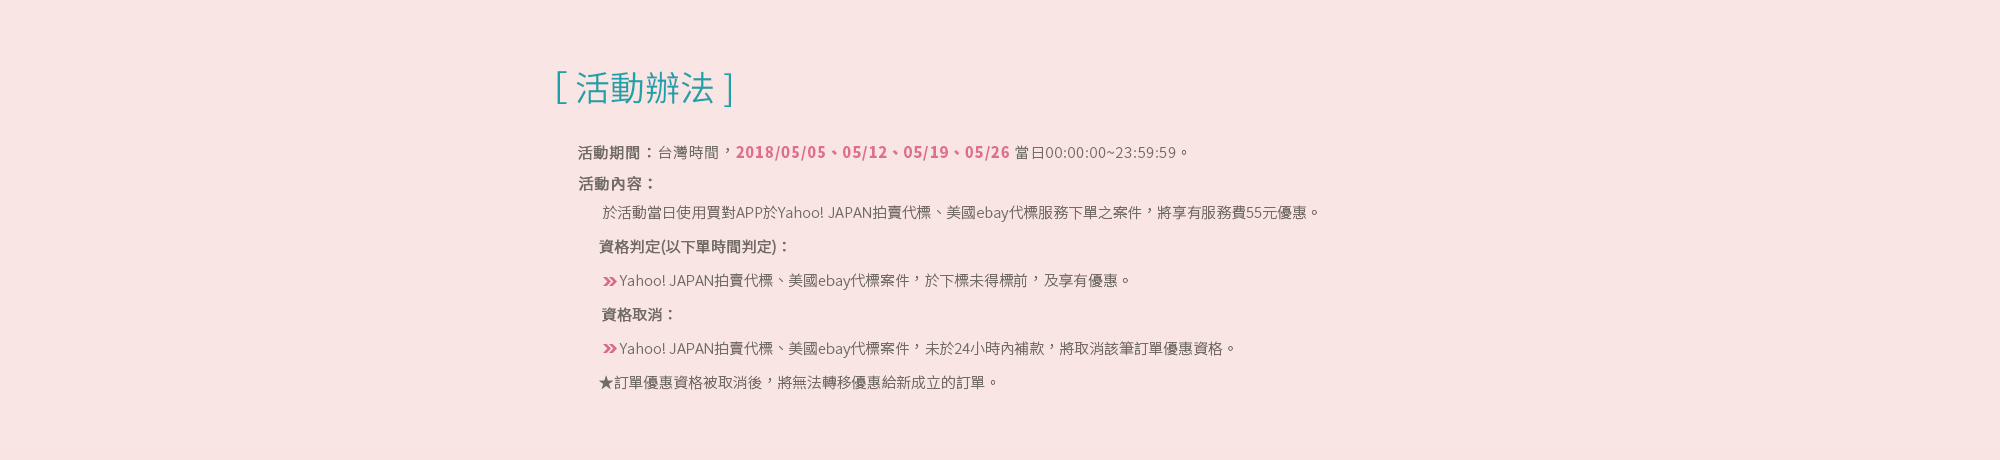 [ 活動辦法 ]
活動期間：台灣時間，2018/05/05、05/12、05/19、05/26 當日00:00:00~23:59:59。
活動內容：
於活動當日使用買對APP於Yahoo! JAPAN拍賣代標、美國ebay代標服務下單之案件，將享有服務費55元優惠。
資格判定(以下單時間判定)：
» Yahoo! JAPAN拍賣代標、美國ebay代標案件，於下標未得標前，及享有優惠。
資格取消：
» Yahoo! JAPAN拍賣代標、美國ebay代標案件，未於24小時內補款，將取消該筆訂單優惠資格。
★訂單優惠資格被取消後，將無法轉移優惠給新成立的訂單。